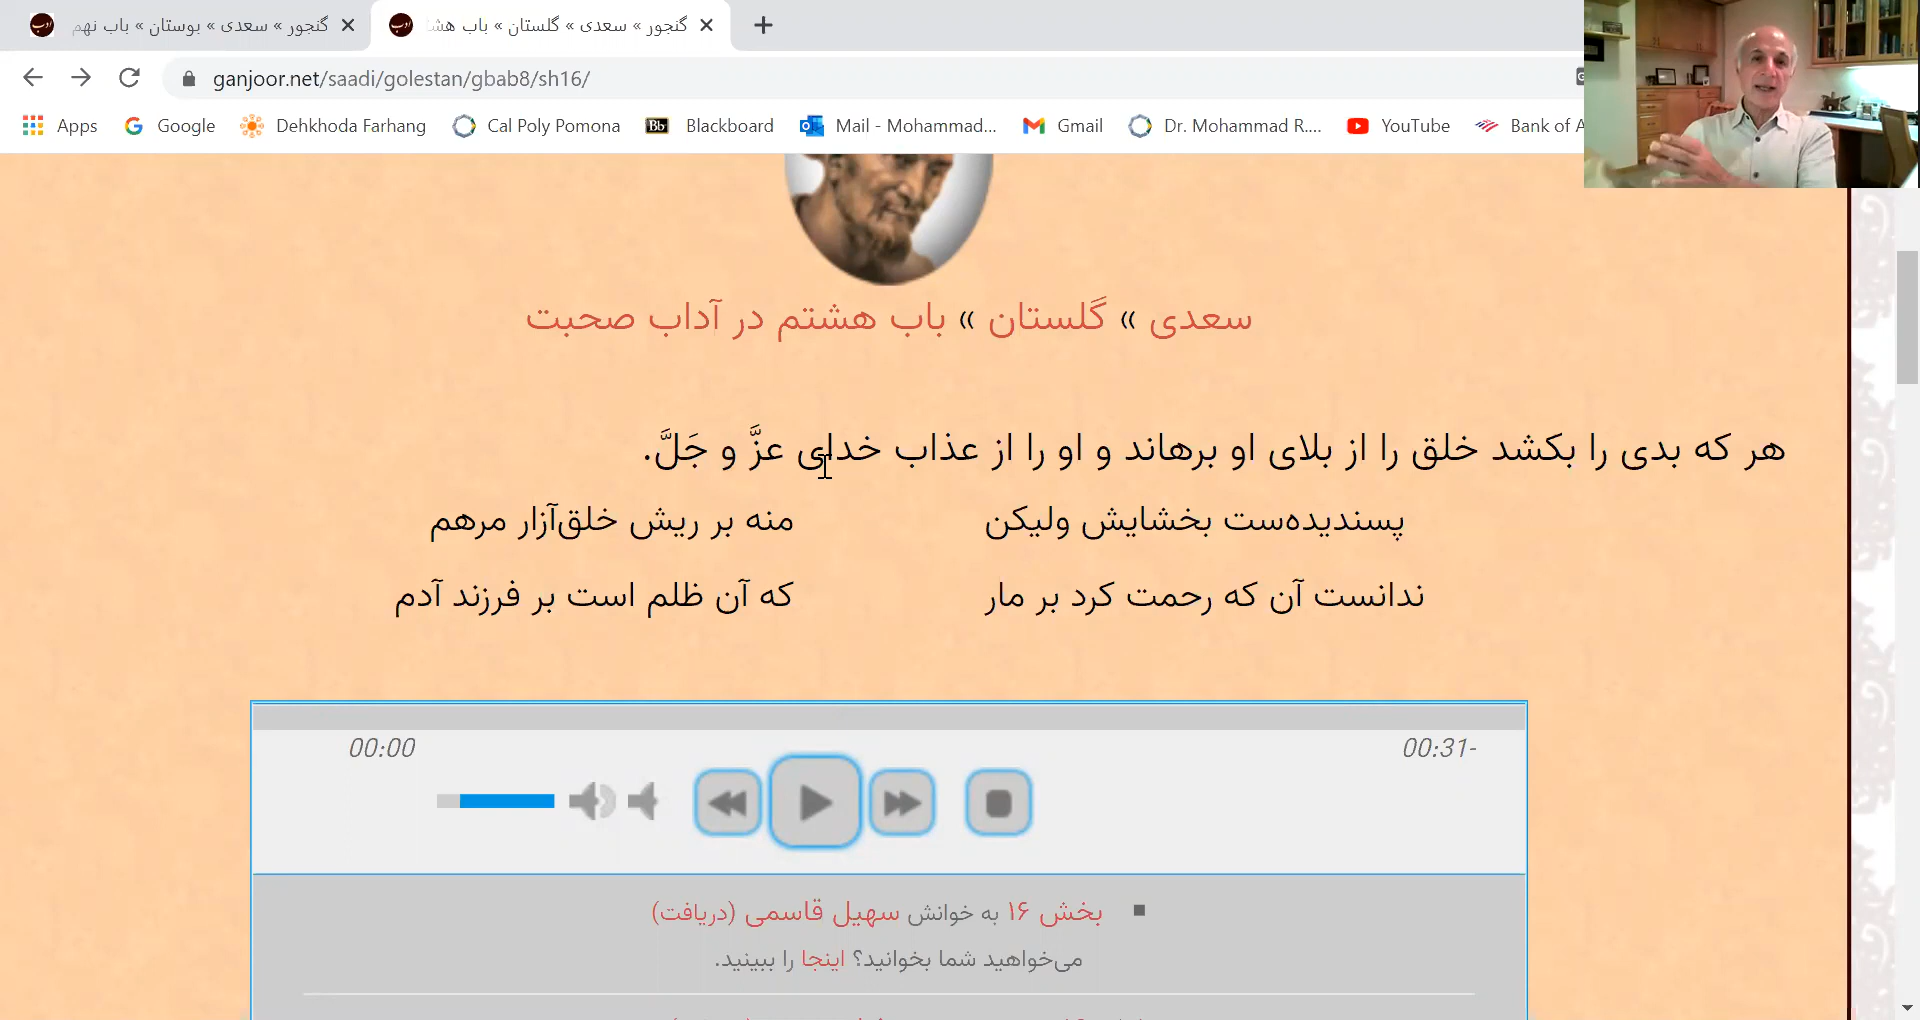 گنجور » سعدی » بوستان » باب نهم
گنجور » سعدی » گلستان » باب هشت
ganjoor.net/saadi/golestan/gbab8/sh16/
Apps Google Dehkhoda Farhang Cal Poly Pomona Bb Blackboard Mail - Mohammad... Gmail Dr. Mohammad R.... YouTube Bank of A
سعدی » گلستان » باب هشتم در آداب صحبت
هر که بدی را بکشد خلق را از بلای او برهاند و او را از عذاب خدای عزَّ و جَلَّ.
پسندیده‌ست بخشایش ولیکن منه بر ریش خلق‌آزار مرهم
ندانست آن که رحمت کرد بر مار که آن ظلم است بر فرزند آدم
00:00 00:31-
بخش ۱۶ به خوانش سهیل قاسمی (دریافت)
می‌خواهید شما بخوانید؟ اینجا را ببینید.